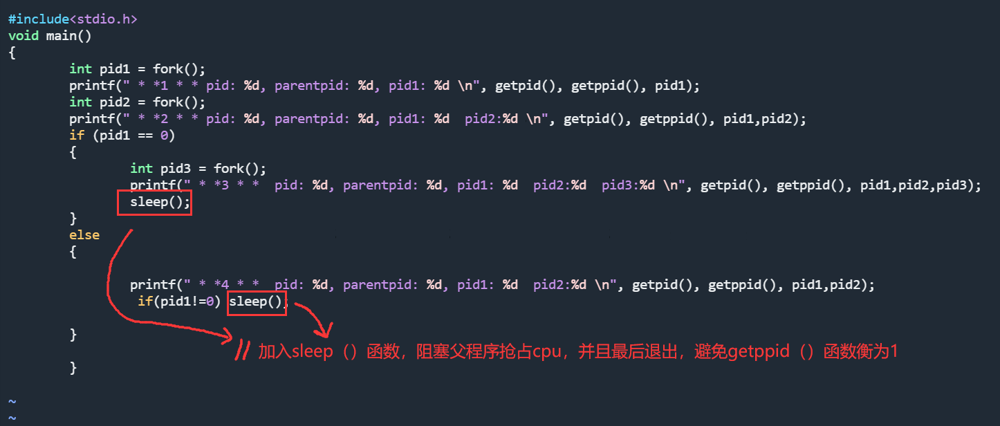 #include<stdio.h>
void main()
{
int pid1 = fork();
printf(" * *1 * * pid: %d, parentpid: %d, pid1: %d \n", getpid(), getppid(), pid1);
int pid2 = fork();
printf(" * *2 * * pid: %d, parentpid: %d, pid1: %d  pid2:%d \n", getpid(), getppid(), pid1,pid2);
if (pid1 == 0)
{
int pid3 = fork();
printf(" * *3 * *  pid: %d, parentpid: %d, pid1: %d  pid2:%d  pid3:%d \n", getpid(), getppid(), pid1,pid2,pid3);
sleep();
}
else
{
printf(" * *4 * *  pid: %d, parentpid: %d, pid1: %d  pid2:%d \n", getpid(), getppid(), pid1,pid2);
if(pid1!=0) sleep();
}
// 加入sleep（）函数，阻塞父程序抢占cpu，并且最后退出，避免getppid（）函数衡为1
}
~
~